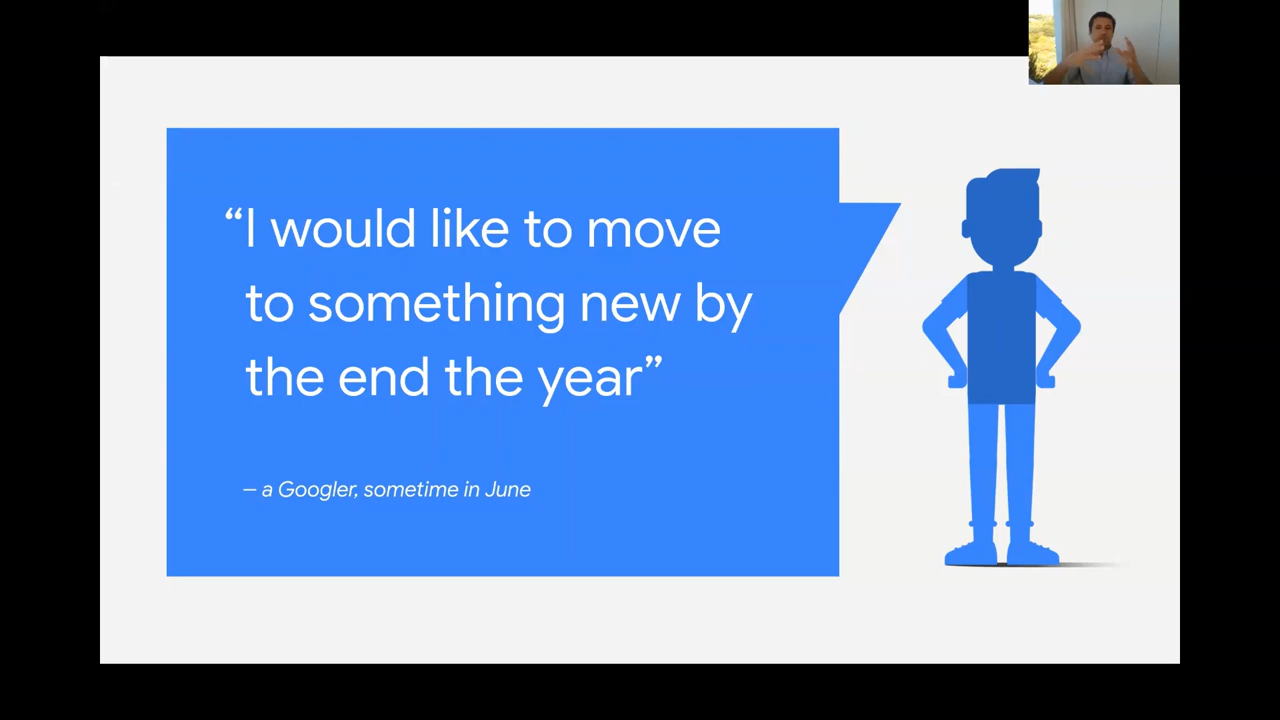 “I would like to move
to something new by
the end the year”
– a Googler, sometime in June